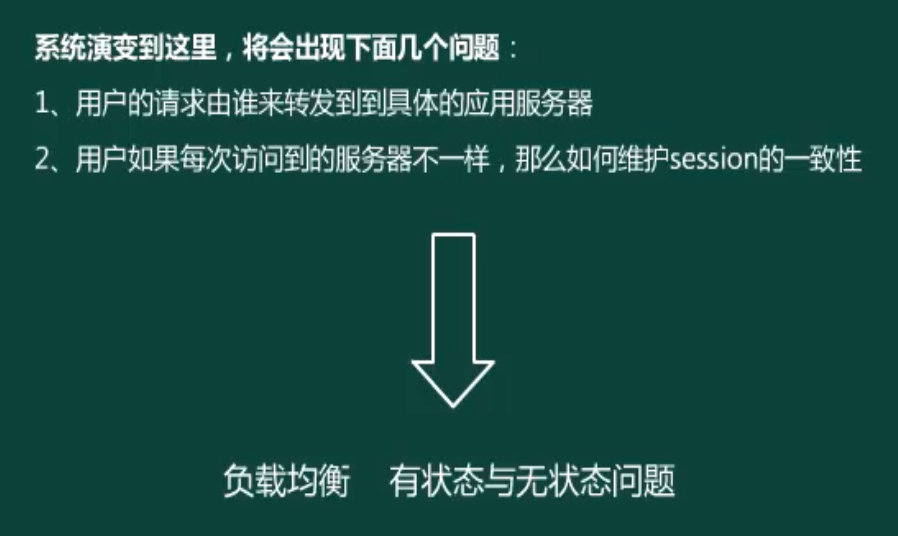 系统演变到这里，将会出现下面几个问题：
1、用户的请求由谁来转发到到具体的应用服务器
2、用户如果每次访问到的服务器不一样，那么如何维护session的一致性
负载均衡 有状态与无状态问题